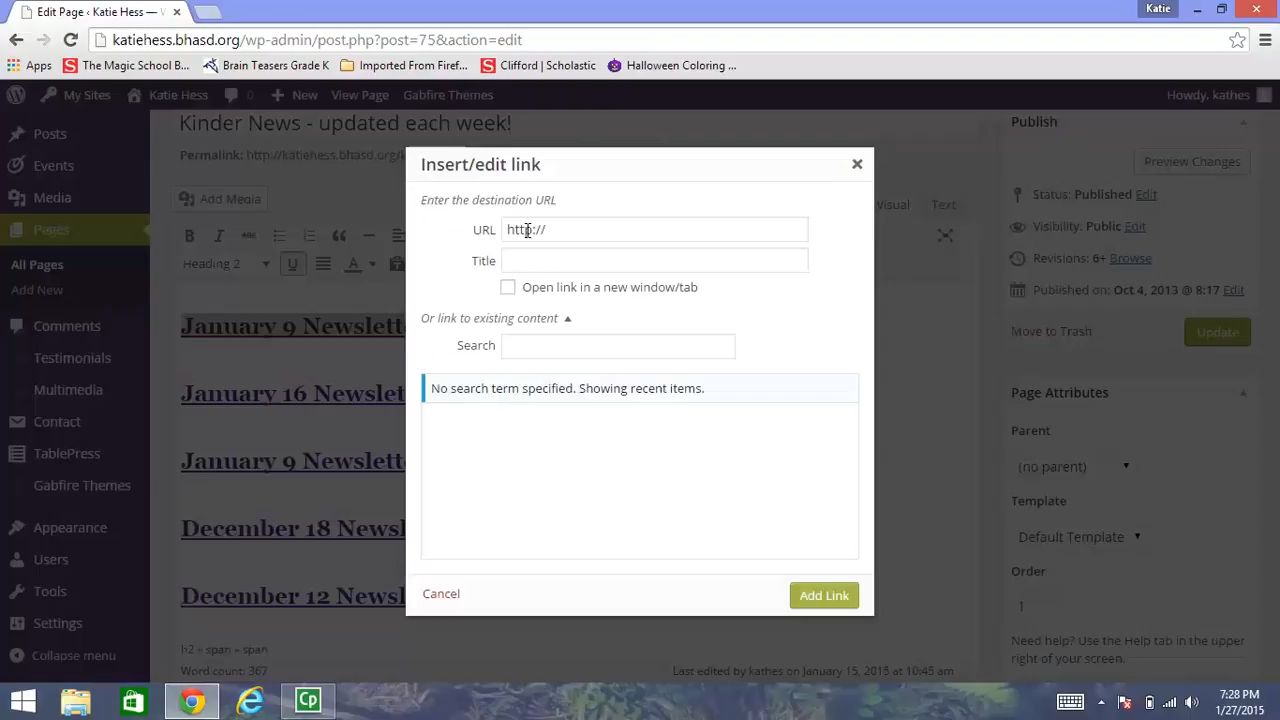 Edit Page ‹ Katie Hess —
Katie
katiehess.bhasd.org/wp-admin/post.php?post=75&action=edit
Apps
The Magic School B...
Brain Teasers Grade K
Imported From Firef...
Clifford | Scholastic
Halloween Coloring ...
My Sites
Katie Hess
0
New
View Page
Gabfire Themes
Howdy, kathes
Posts
Events
Media
Pages
All Pages
Add New
Comments
Testimonials
Multimedia
Contact
TablePress
Gabfire Themes
Appearance
Users
Tools
Settings
Collapse menu
Kinder News - updated each week!
Permalink: http://katiehess.bhasd.org/k
Add Media
Visual
Text
B I ABC
Heading 2
U
A
January 9 Newslett
January 16 Newslet
January 9 Newslett
December 18 Newsl
December 12 Newsl
h2 » span » span
Word count: 367
Last edited by kathes on January 15, 2015 at 10:45 am
Insert/edit link
Enter the destination URL
URL
http://
Title
Open link in a new window/tab
Or link to existing content
Search
No search term specified. Showing recent items.
Cancel
Add Link
Publish
Preview Changes
Status: Published Edit
Visibility: Public Edit
Revisions: 6+ Browse
Published on: Oct 4, 2013 @ 8:17 Edit
Move to Trash
Update
Page Attributes
Parent
(no parent)
Template
Default Template
Order
1
Need help? Use the Help tab in the upper
right of your screen.
Cp
7:28 PM
1/27/2015